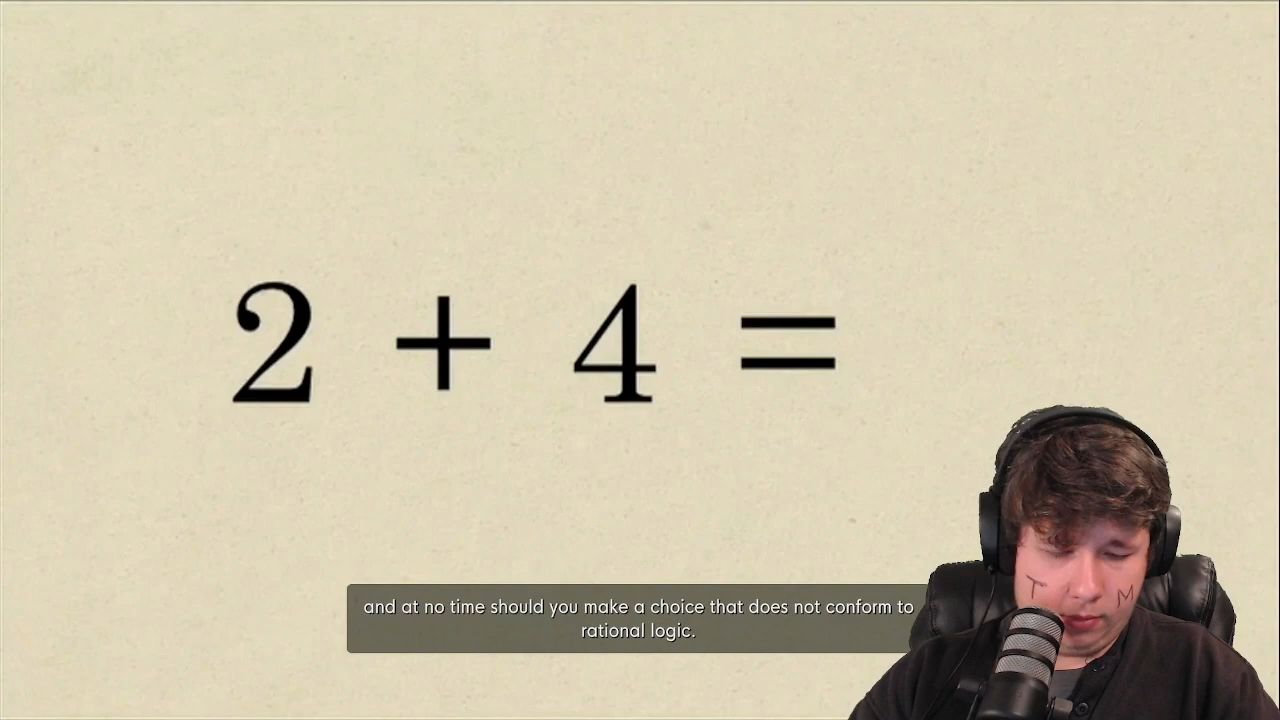 2 + 4 =
and at no time should you make a choice that does not conform to
rational logic.
T M